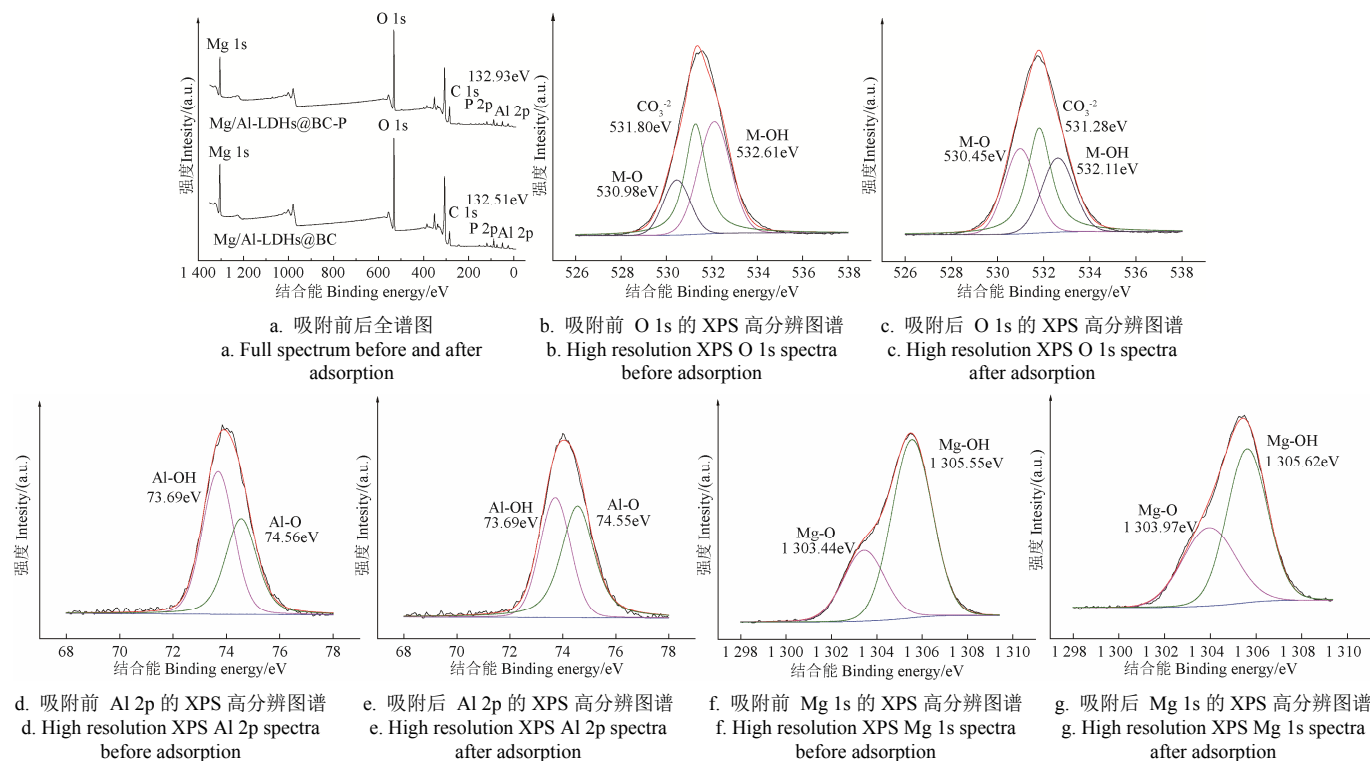 强度 Intesity/(a.u.)
Mg 1s
O 1s
132.93eV
C 1s
P 2p
Al 2p
Mg/Al-LDHs@BC-P
Mg 1s
O 1s
132.51eV
C 1s
P 2p
Al 2p
Mg/Al-LDHs@BC
1 400 1200 1000 800 600 400 200 0
结合能 Binding energy/eV
a. 吸附前后全谱图
a. Full spectrum before and after
adsorption
强度 Intesity/(a.u.)
CO₃⁻²
531.80eV
M-OH
532.61eV
M-O
530.98eV
526 528 530 532 534 536 538
结合能 Binding energy/eV
b. 吸附前 O 1s 的 XPS 高分辨图谱
b. High resolution XPS O 1s spectra
before adsorption
强度 Intesity/(a.u.)
CO₃⁻²
531.28eV
M-O
530.45eV
M-OH
532.11eV
526 528 530 532 534 536 538
结合能 Binding energy/eV
c. 吸附后 O 1s 的 XPS 高分辨图谱
c. High resolution XPS O 1s spectra
after adsorption
强度 Intesity/(a.u.)
Al-OH
73.69eV
Al-O
74.56eV
68 70 72 74 76 78
结合能 Binding energy/eV
d. 吸附前 Al 2p 的 XPS 高分辨图谱
d. High resolution XPS Al 2p spectra
before adsorption
强度 Intesity/(a.u.)
Al-OH
73.69eV
Al-O
74.55eV
68 70 72 74 76 78
结合能 Binding energy/eV
e. 吸附后 Al 2p 的 XPS 高分辨图谱
e. High resolution XPS Al 2p spectra
after adsorption
强度 Intesity/(a.u.)
Mg-OH
1 305.55eV
Mg-O
1 303.44eV
1 298 1 300 1 302 1 304 1 306 1 308 1 310
结合能 Binding energy/eV
f. 吸附前 Mg 1s 的 XPS 高分辨图谱
f. High resolution XPS Mg 1s spectra
before adsorption
强度 Intesity/(a.u.)
Mg-OH
1 305.62eV
Mg-O
1 303.97eV
1 298 1 300 1 302 1 304 1 306 1 308 1 310
结合能 Binding energy/eV
g. 吸附后 Mg 1s 的 XPS 高分辨图谱
g. High resolution XPS Mg 1s spectra
after adsorption